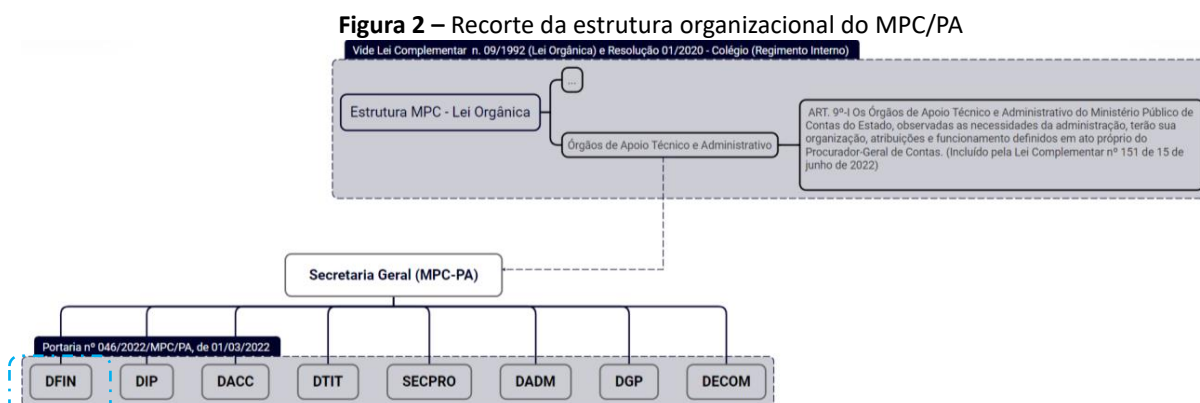 Figura 2 – Recorte da estrutura organizacional do MPC/PA
Vide Lei Complementar n. 09/1992 (Lei Orgânica) e Resolução 01/2020 - Colégio (Regimento Interno)
...
Estrutura MPC - Lei Orgânica
Órgãos de Apoio Técnico e Administrativo
ART. 9º-I Os Órgãos de Apoio Técnico e Administrativo do Ministério Público de
Contas do Estado, observadas as necessidades da administração, terão sua
organização, atribuições e funcionamento definidos em ato próprio do
Procurador-Geral de Contas. (Incluído pela Lei Complementar nº 151 de 15 de
junho de 2022)
Secretaria Geral (MPC-PA)
Portaria nº 046/2022/MPC/PA, de 01/03/2022
DFIN DIP DACC DTIT SECPRO DADM DGP DECOM